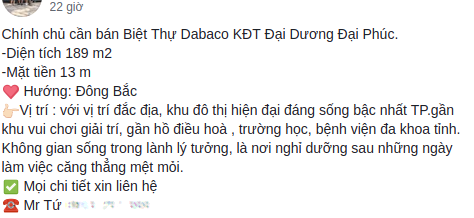 22 giờ
Chính chủ cần bán Biệt Thự Dabaco KĐT Đại Dương Đại Phúc.
-Diện tích 189 m2
-Mặt tiền 13 m
❤️ Hướng: Đông Bắc
👉🏻Vị trí : với vị trí đắc địa, khu đô thị hiện đại đáng sống bậc nhất TP.gần
khu vui chơi giải trí, gần hồ điều hoà , trường học, bệnh viện đa khoa tỉnh.
Không gian sống trong lành lý tưởng, là nơi nghỉ dưỡng sau những ngày
làm việc căng thẳng mệt mỏi.
✅ Mọi chi tiết xin liên hệ
☎️ Mr Tứ